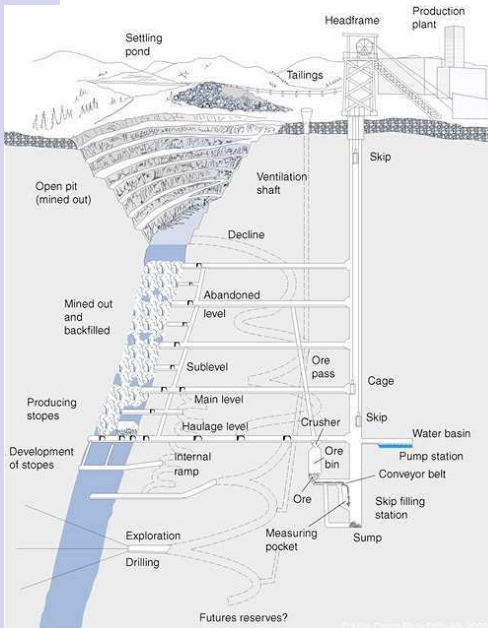 Production
plant
Headframe
Settling
pond
Tailings
Skip
Ventilation
shaft
Open pit
(mined out)
Decline
Abandoned
level
Mined out
and
backfilled
Sublevel
Ore
pass
Cage
Main level
Producing
stopes
Skip
Haulage level
Crusher
Water basin
Development
of stopes
Internal
ramp
Ore
bin
Pump station
Conveyor belt
Ore
Skip filling
station
Measuring
pocket
Sump
Exploration
Drilling
Futures reserves?